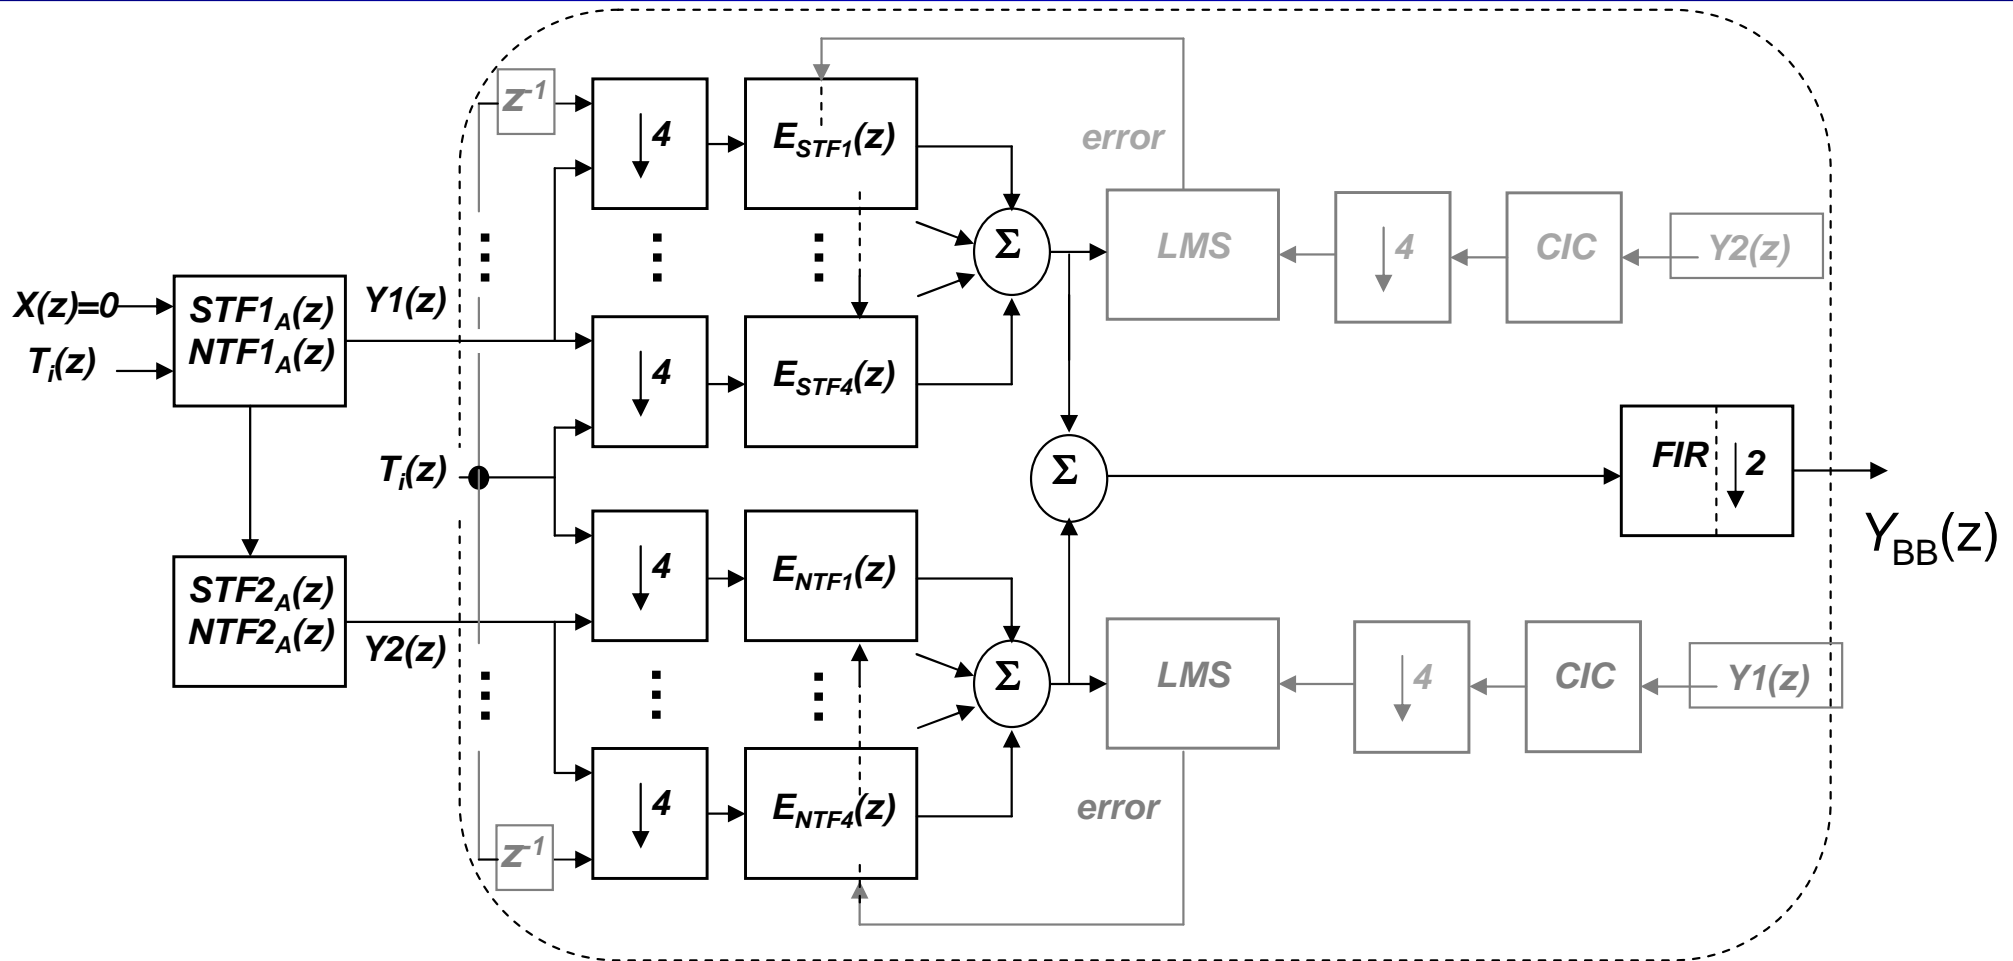 z-1
↓4
ESTF1(z)
error
LMS
↓4
CIC
Y2(z)
Σ
X(z)=0
Ti(z)
STF1A(z)
NTF1A(z)
Y1(z)
↓4
ESTF4(z)
Ti(z)
Σ
FIR
↓2
YBB(z)
↓4
ENTF1(z)
STF2A(z)
NTF2A(z)
Y2(z)
Σ
LMS
↓4
CIC
Y1(z)
↓4
ENTF4(z)
error
z-1